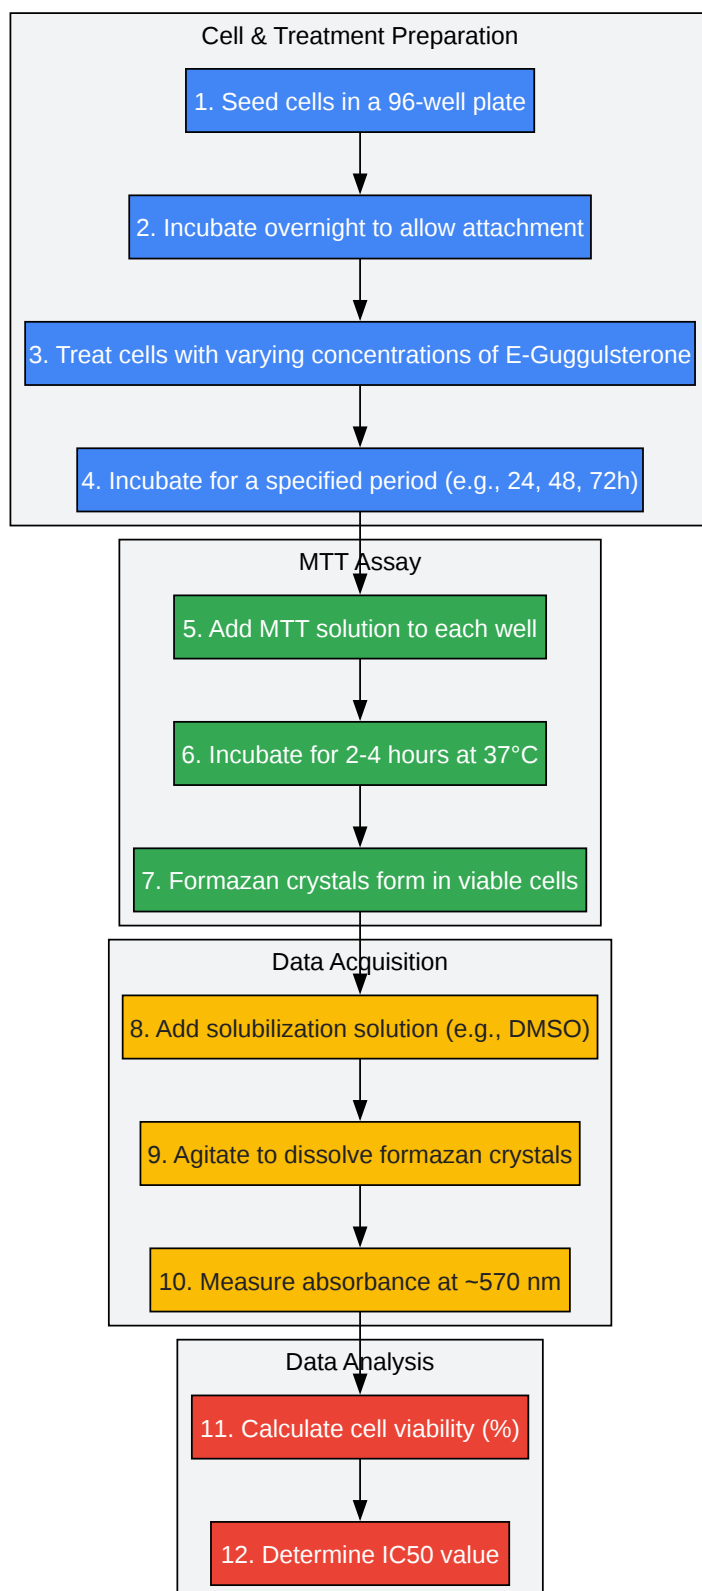 Cell & Treatment Preparation
1. Seed cells in a 96-well plate
2. Incubate overnight to allow attachment
3. Treat cells with varying concentrations of E-Guggulsterone
4. Incubate for a specified period (e.g., 24, 48, 72h)
MTT Assay
5. Add MTT solution to each well
6. Incubate for 2-4 hours at 37°C
7. Formazan crystals form in viable cells
Data Acquisition
8. Add solubilization solution (e.g., DMSO)
9. Agitate to dissolve formazan crystals
10. Measure absorbance at ~570 nm
Data Analysis
11. Calculate cell viability (%)
12. Determine IC50 value